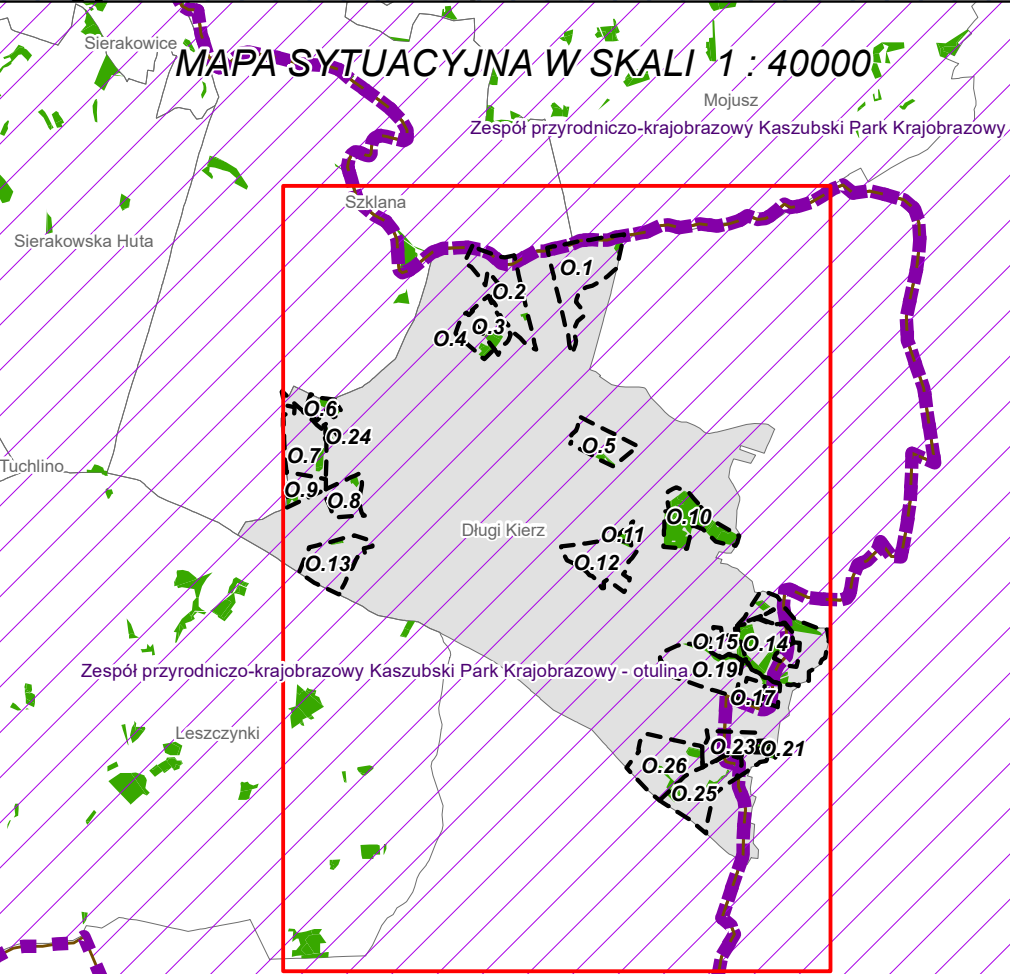 Sierakowice
MAPA SYTUACYJNA W SKALI 1 : 40000
Mojusz
Zespół przyrodniczo-krajobrazowy Kaszubski Park Krajobrazowy
Szklana
Sierakowska Huta
O.1
O.2
O.3
O.4
O.6
O.24
O.5
O.7
Tuchlino
O.9
O.8
O.10
Długi Kierz
O.11
O.12
O.13
O.15
O.14
Zespół przyrodniczo-krajobrazowy Kaszubski Park Krajobrazowy - otulina
O.19
O.17
Leszczynki
O.23
O.21
O.26
O.25